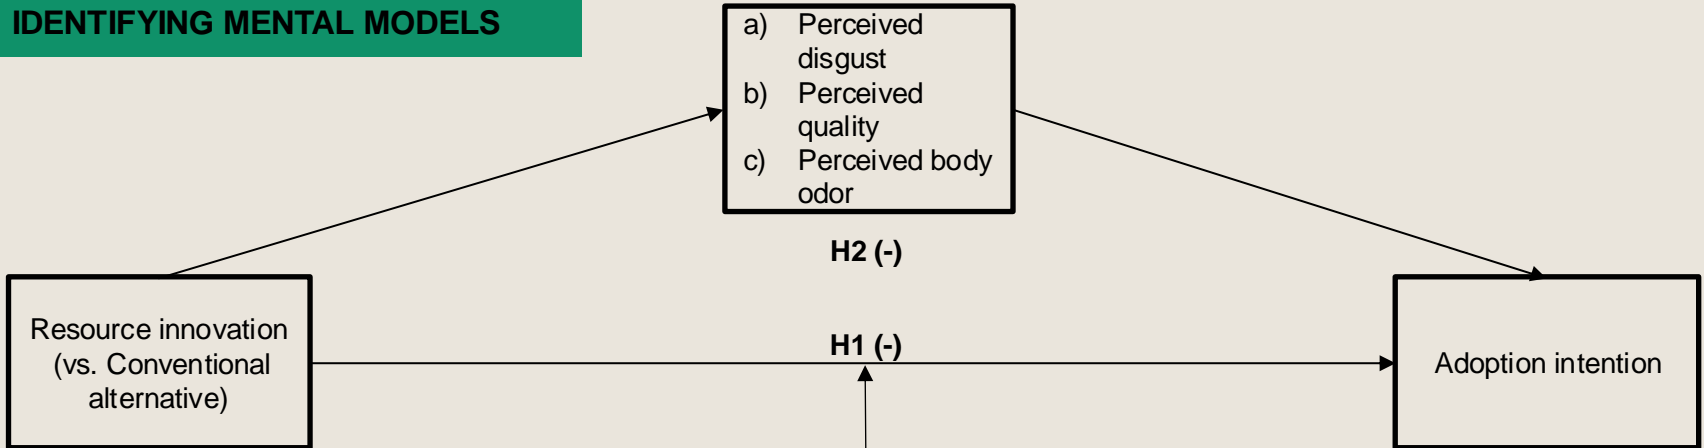 IDENTIFYING MENTAL MODELS
a) Perceived
disgust
b) Perceived
quality
c) Perceived body
odor
H2 (-)
Resource innovation
(vs. Conventional
alternative)
H1 (-)
Adoption intention